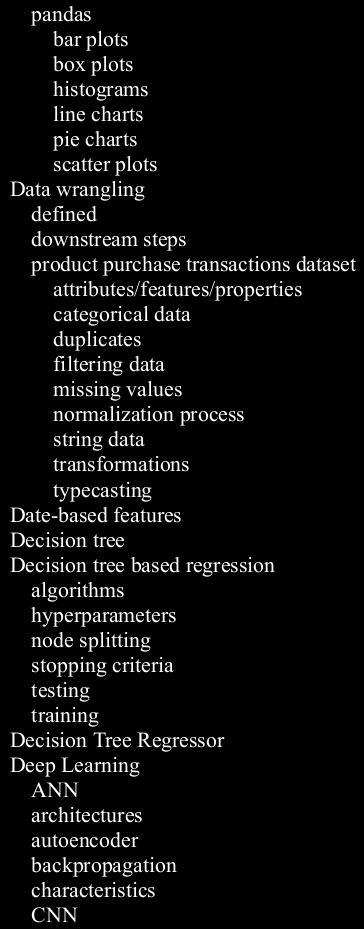 pandas
bar plots
box plots
histograms
line charts
pie charts
scatter plots
Data wrangling
defined
downstream steps
product purchase transactions dataset
attributes/features/properties
categorical data
duplicates
filtering data
missing values
normalization process
string data
transformations
typecasting
Date-based features
Decision tree
Decision tree based regression
algorithms
hyperparameters
node splitting
stopping criteria
testing
training
Decision Tree Regressor
Deep Learning
ANN
architectures
autoencoder
backpropagation
characteristics
CNN